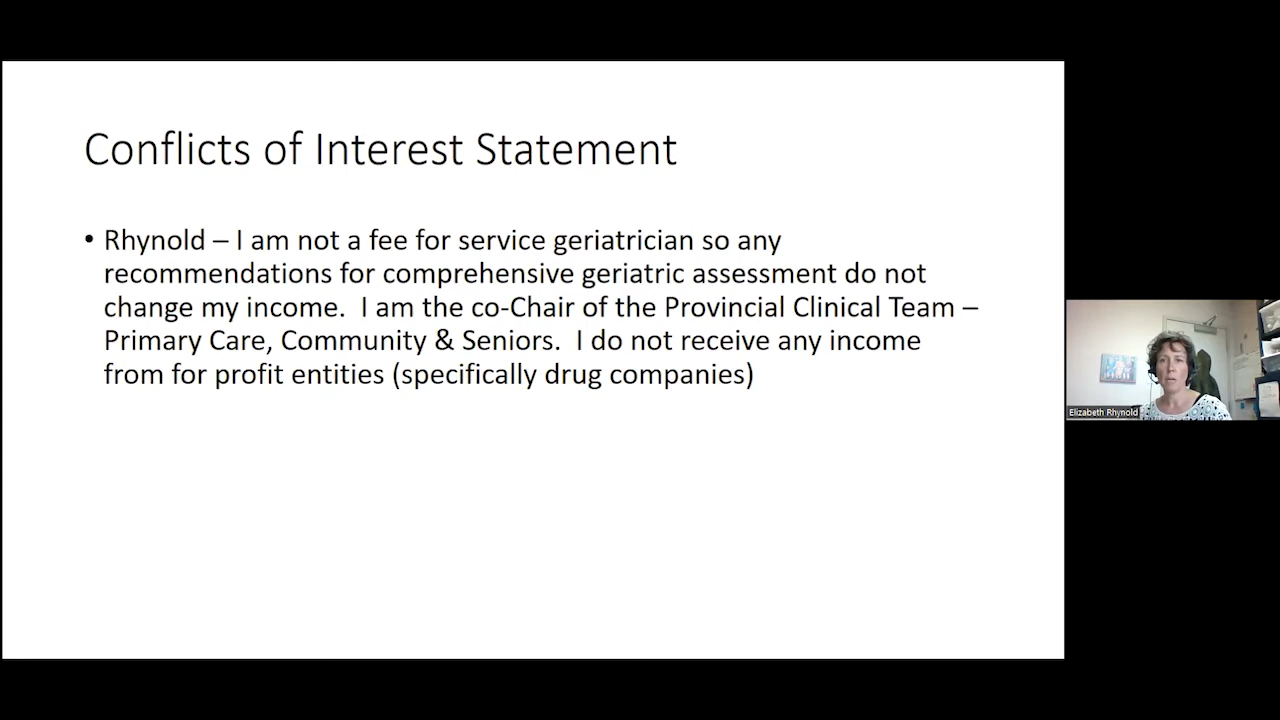 Conflicts of Interest Statement
• Rhynold – I am not a fee for service geriatrician so any
recommendations for comprehensive geriatric assessment do not
change my income.  I am the co-Chair of the Provincial Clinical Team –
Primary Care, Community & Seniors.  I do not receive any income
from for profit entities (specifically drug companies)
Elizabeth Rhynold